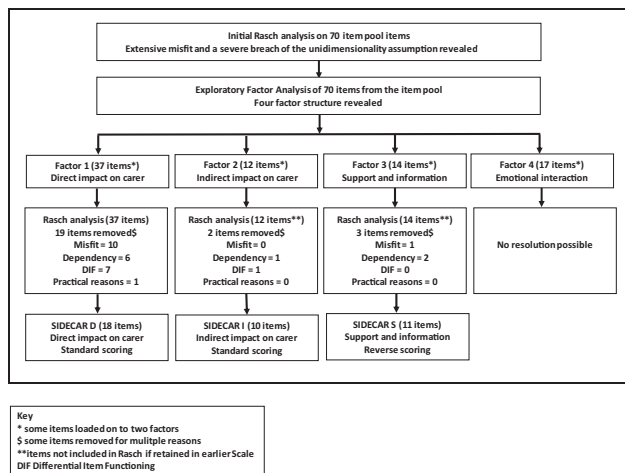 Initial Rasch analysis on 70 item pool items
Extensive misfit and a severe breach of the unidimensionality assumption revealed
Exploratory Factor Analysis of 70 items from the item pool
Four factor structure revealed
Factor 1 (37 items*)
Direct impact on carer
Factor 2 (12 items*)
Indirect impact on carer
Factor 3 (14 items*)
Support and information
Factor 4 (17 items*)
Emotional interaction
Rasch analysis (37 items)
19 items removed$
Misfit = 10
Dependency = 6
DIF = 7
Practical reasons = 1
Rasch analysis (12 items**)
2 items removed$
Misfit = 0
Dependency = 1
DIF = 1
Practical reasons = 0
Rasch analysis (14 items**)
3 items removed$
Misfit = 1
Dependency = 2
DIF = 0
Practical reasons = 0
No resolution possible
SIDECAR D (18 items)
Direct impact on carer
Standard scoring
SIDECAR I (10 items)
Indirect impact on carer
Standard scoring
SIDECAR S (11 items)
Support and information
Reverse scoring
Key
* some items loaded on to two factors
$ some items removed for mulitple reasons
**items not included in Rasch if retained in earlier Scale
DIF Differential Item Functioning